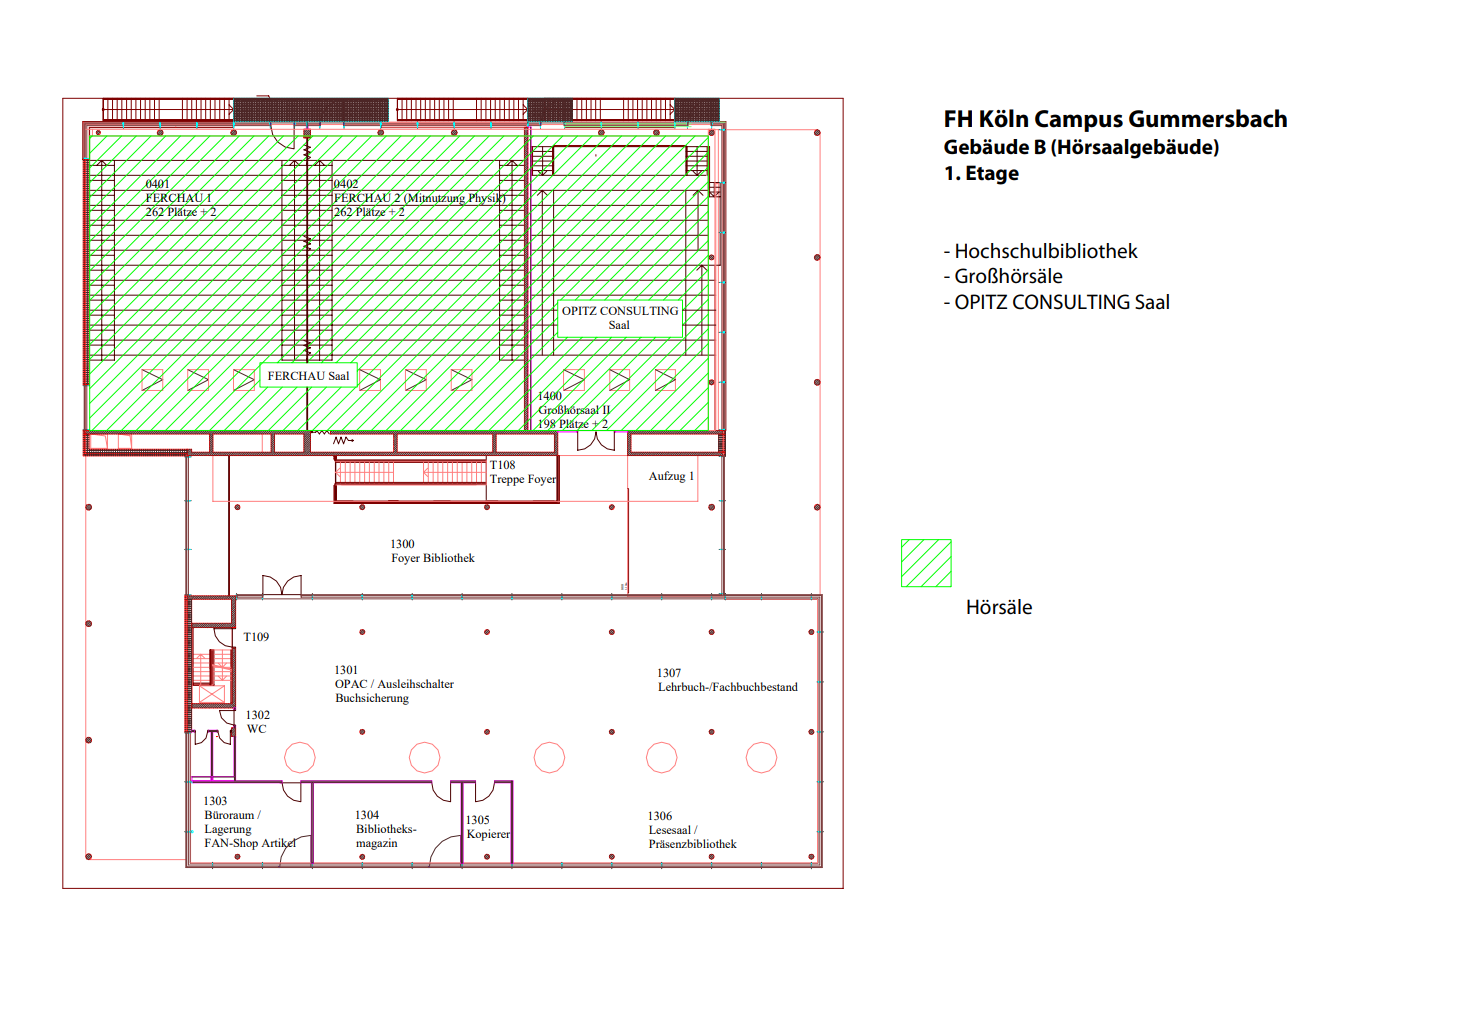 FH Köln Campus Gummersbach
Gebäude B (Hörsaalgebäude)
1. Etage
- Hochschulbibliothek
- Großhörsäle
- OPITZ CONSULTING Saal
0401
FERCHAU 1
262 Plätze + 2
0402
FERCHAU 2 (Mitnutzung Physik)
262 Plätze + 2
OPITZ CONSULTING
Saal
FERCHAU Saal
1400
Großhörsaal II
198 Plätze + 2
T108
Treppe Foyer
Aufzug 1
1300
Foyer Bibliothek
Hörsäle
T109
1301
OPAC / Ausleihschalter
Buchsicherung
1307
Lehrbuch-/Fachbuchbestand
1302
WC
1303
Büroraum /
Lagerung
FAN-Shop Artikel
1304
Bibliotheks-
magazin
1305
Kopierer
1306
Lesesaal /
Präsenzbibliothek